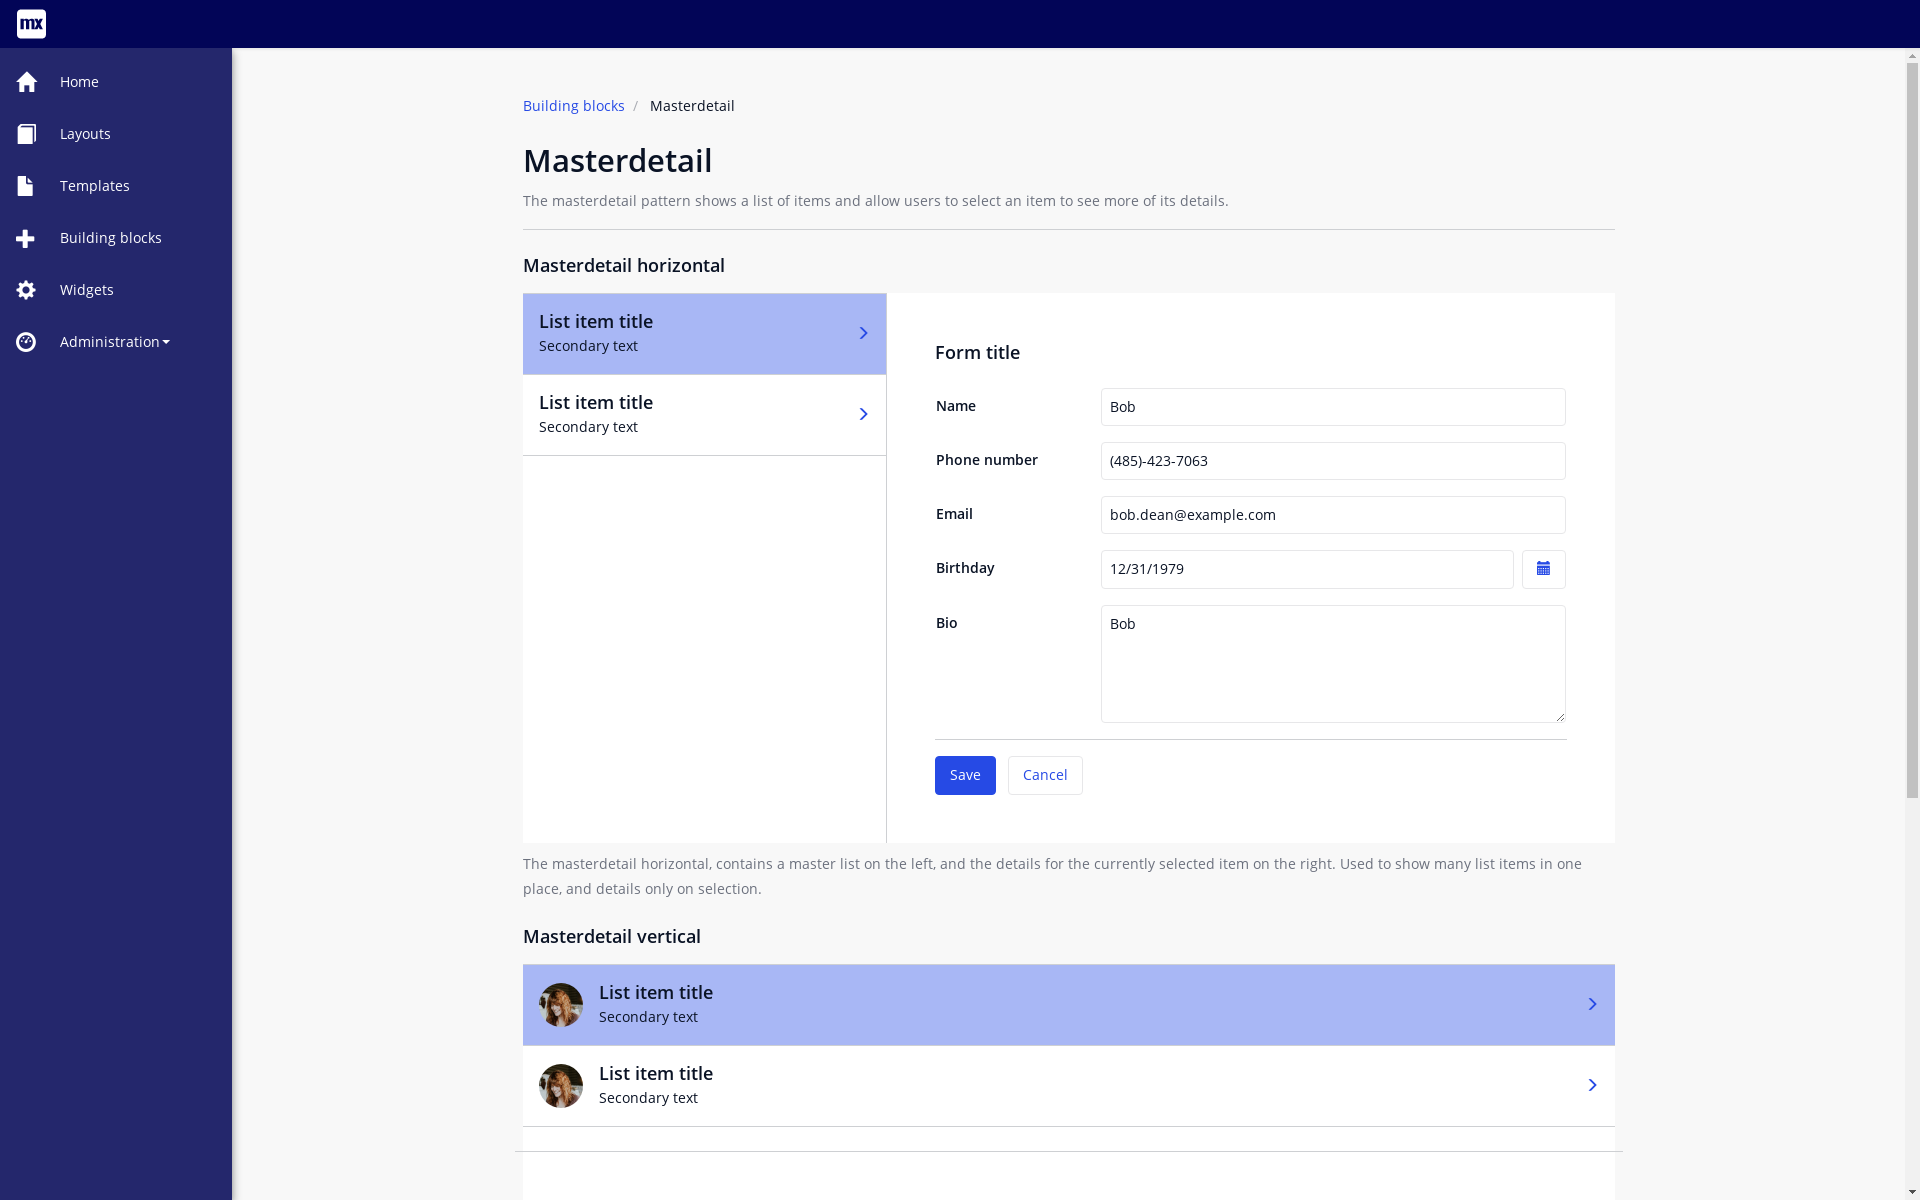 mx
Home
Layouts
Templates
Building blocks
Widgets
Administration
Building blocks / Masterdetail
Masterdetail
The masterdetail pattern shows a list of items and allow users to select an item to see more of its details.
Masterdetail horizontal
List item title
Secondary text
List item title
Secondary text
Form title
Name Bob
Phone number (485)-423-7063
Email bob.dean@example.com
Birthday 12/31/1979
Bio Bob
Save Cancel
The masterdetail horizontal, contains a master list on the left, and the details for the currently selected item on the right. Used to show many list items in one
place, and details only on selection.
Masterdetail vertical
List item title
Secondary text
List item title
Secondary text